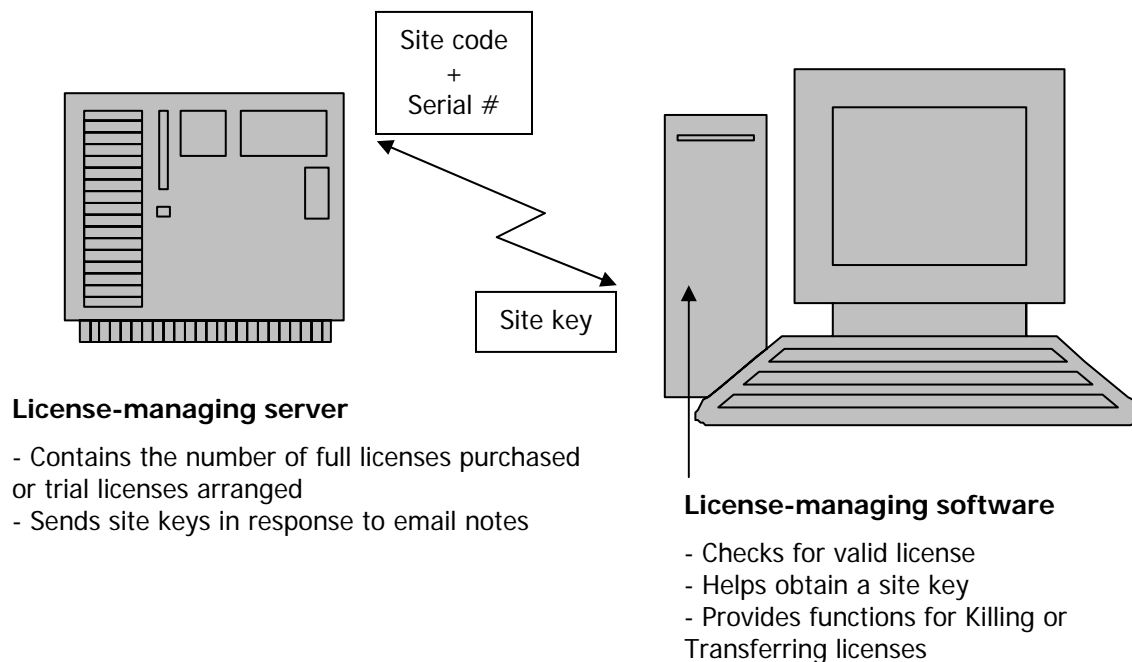 Site code
+
Serial #
Site key
License-managing server
- Contains the number of full licenses purchased
or trial licenses arranged
- Sends site keys in response to email notes
License-managing software
- Checks for valid license
- Helps obtain a site key
- Provides functions for Killing or
Transferring licenses